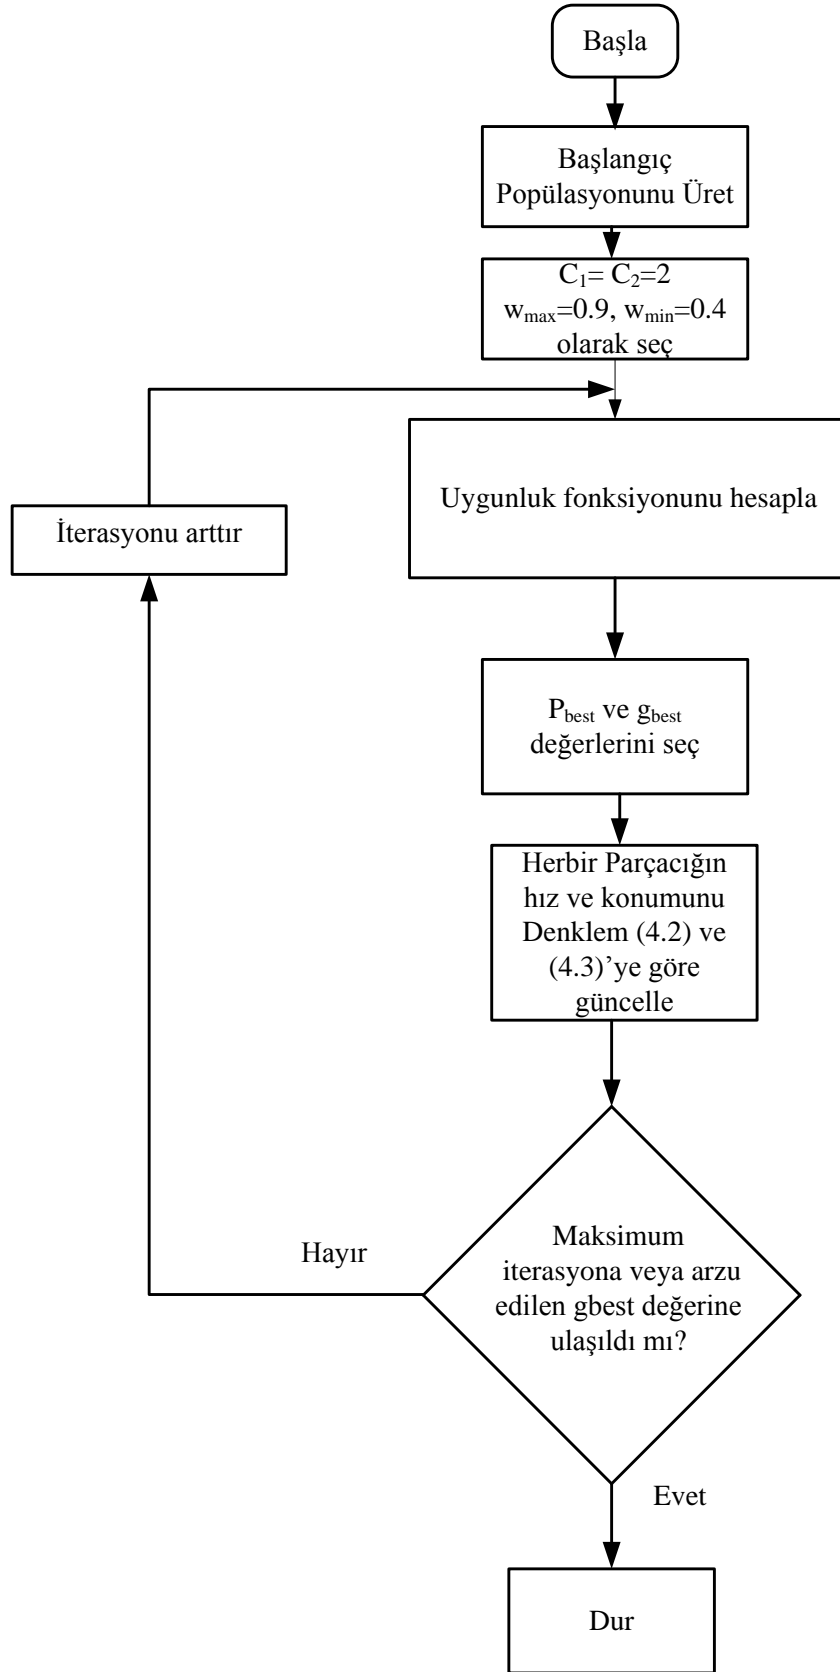 Başla
Başlangıç
Popülasyonunu Üret
C₁= C₂=2
wₘₐₓ=0.9, wₘᵢₙ=0.4
olarak seç
Uygunluk fonksiyonunu hesapla
İterasyonu arttır
Pbest ve gbest
değerlerini seç
Herbir Parçacığın
hız ve konumunu
Denklem (4.2) ve
(4.3)’ye göre
güncelle
Maksimum
iterasyona veya arzu
edilen gbest değerine
ulaşıldı mı?
Hayır
Evet
Dur